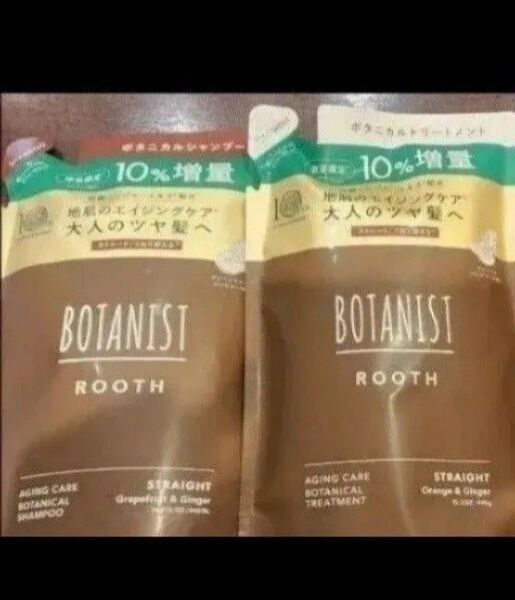 ボタニカルシャンプー
10%増量
地肌のエイジングケア
大人のツヤ髪へ
BOTANIST
ROOTH
AGING CARE
BOTANICAL
SHAMPOO
STRAIGHT
Grapefruit & Ginger
ボタニカルトリートメント
数量限定
10%増量
地肌のエイジングケア
大人のツヤ髪へ
BOTANIST
ROOTH
AGING CARE
BOTANICAL
TREATMENT
STRAIGHT
Orange & Ginger